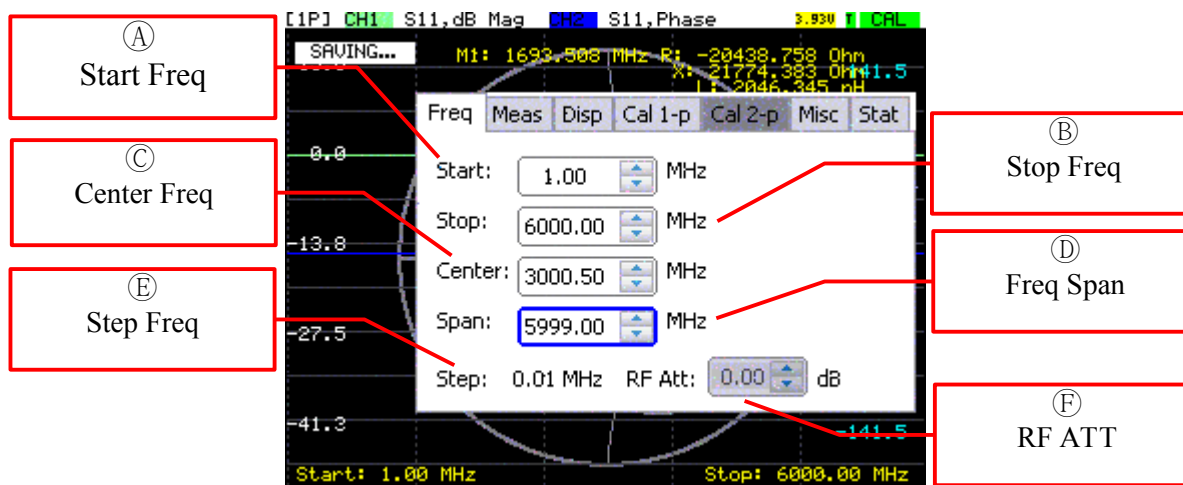 [1P] CH1 S11,dB Mag CH2 S11,Phase 3.93V T CAL
SAVING...
M1: 1693.508 MHz R: -20438.758 Ohm
X: 21774.383 Ohm
141.5
L: 2046.345 nH
Freq Meas Disp Cal 1-p Cal 2-p Misc Stat
Start: 1.00 MHz
Stop: 6000.00 MHz
Center: 3000.50 MHz
Span: 5999.00 MHz
Step: 0.01 MHz RF Att: 0.00 dB
0.0
-13.8
-27.5
-41.3
-141.5
Start: 1.00 MHz Stop: 6000.00 MHz
Ⓐ
Start Freq
Ⓒ
Center Freq
Ⓔ
Step Freq
Ⓑ
Stop Freq
Ⓓ
Freq Span
Ⓕ
RF ATT